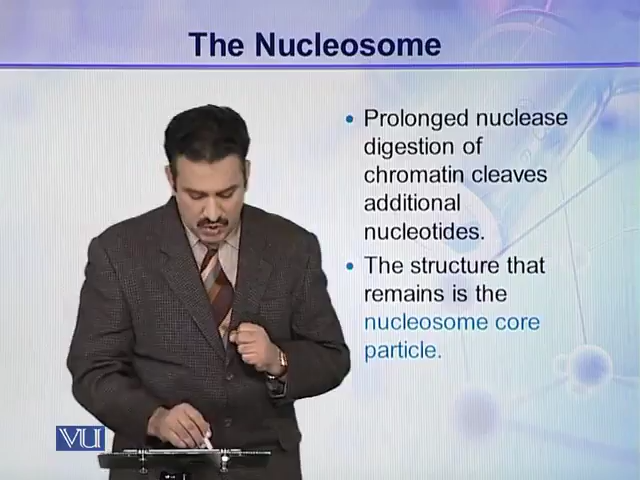 The Nucleosome
• Prolonged nuclease
digestion of
chromatin cleaves
additional
nucleotides.
• The structure that
remains is the
nucleosome core
particle.
VU